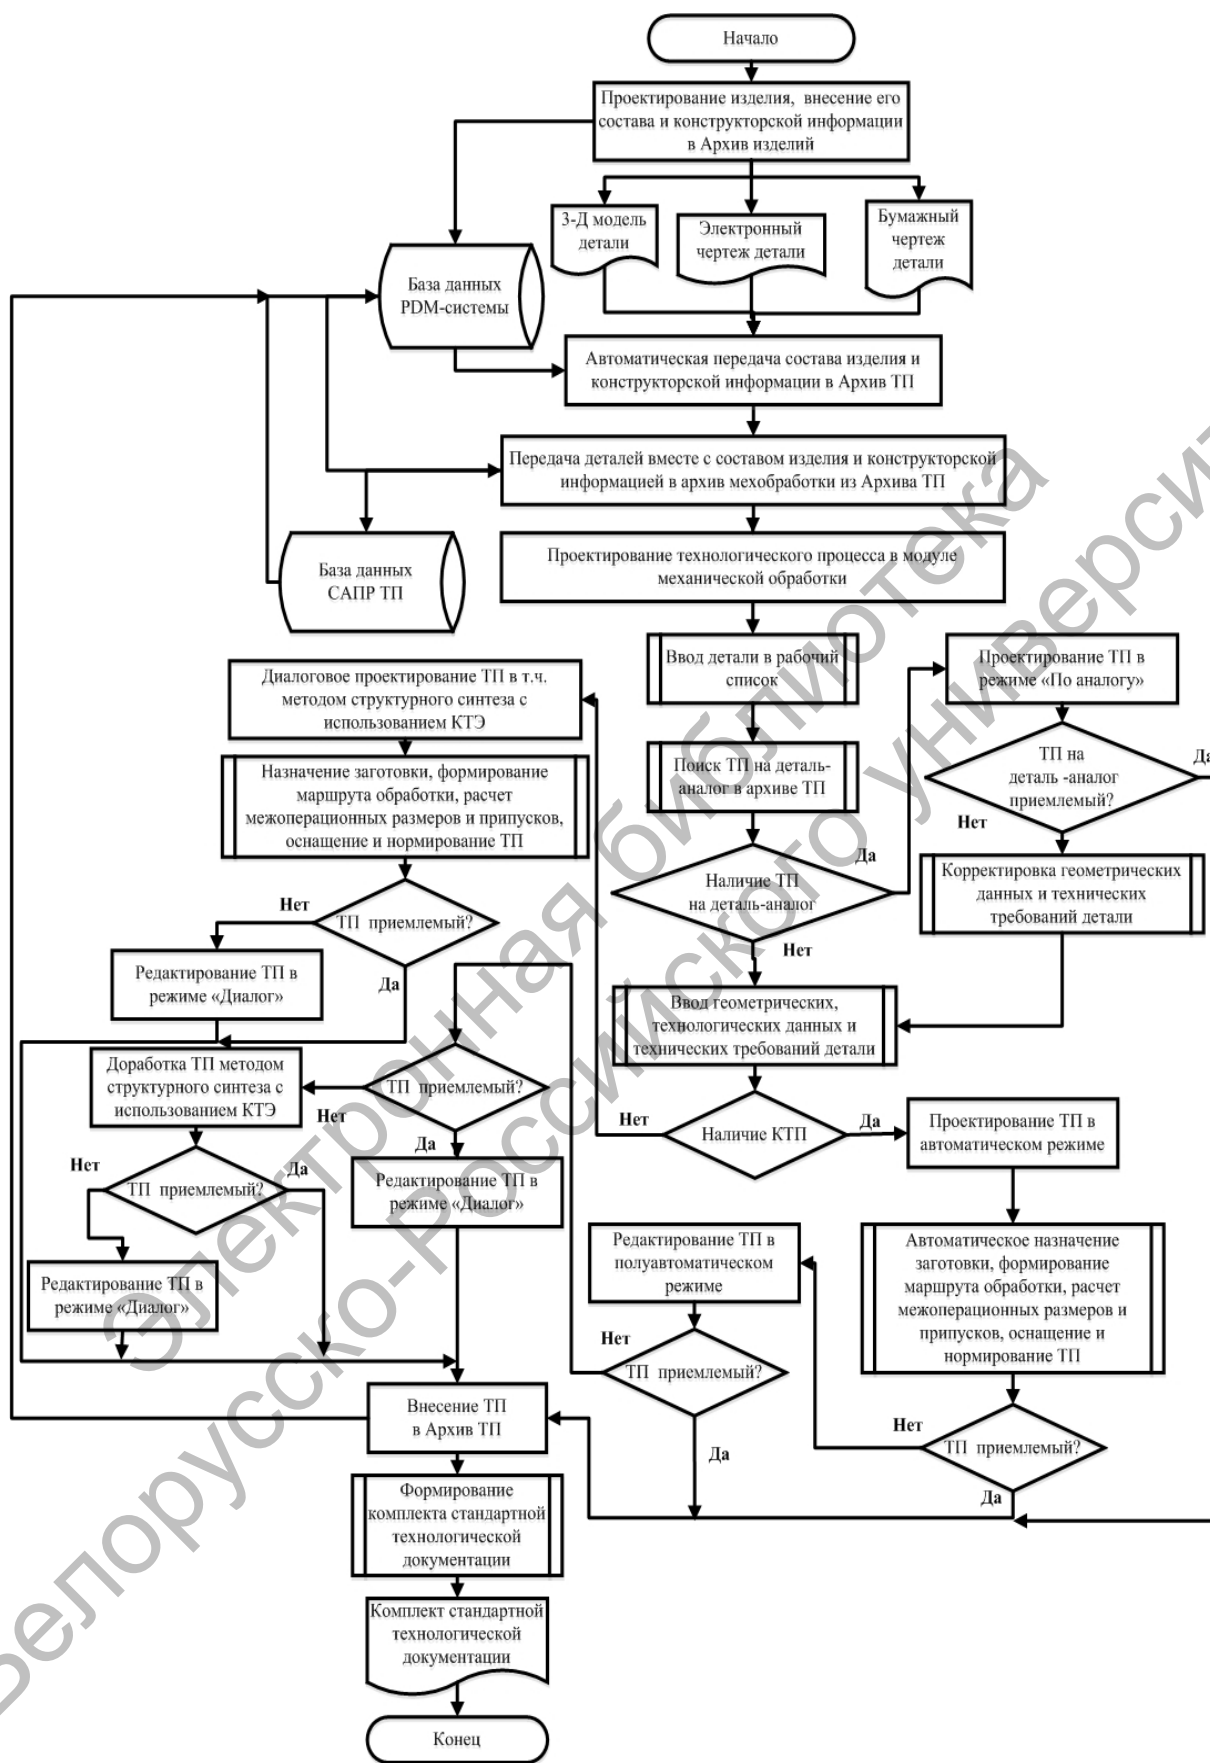 Начало
Проектирование изделия, внесение его
состава и конструкторской информации
в Архив изделий
3-Д модель
детали
Электронный
чертеж детали
Бумажный
чертеж
детали
База данных
PDM-системы
Автоматическая передача состава изделия и
конструкторской информации в Архив ТП
Передача деталей вместе с составом изделия и конструкторской
информацией в архив мехобработки из Архива ТП
База данных
САПР ТП
Проектирование технологического процесса в модуле
механической обработки
Ввод детали в рабочий
список
Проектирование ТП в
режиме «По аналогу»
Диалоговое проектирование ТП в т.ч.
методом структурного синтеза с
использованием КТЭ
Поиск ТП на деталь-
аналог в архиве ТП
ТП на
деталь -аналог
приемлемый?
Да
Нет
Назначение заготовки, формирование
маршрута обработки, расчет
межоперационных размеров и припусков,
оснащение и нормирование ТП
Наличие ТП
на деталь-аналог
Да
Нет
Корректировка геометрических
данных и технических
требований детали
ТП приемлемый?
Нет
Да
Редактирование ТП в
режиме «Диалог»
Ввод геометрических,
технологических данных и
технических требований детали
Доработка ТП методом
структурного синтеза с
использованием КТЭ
ТП приемлемый?
Нет
Да
Наличие КТП
Нет
Да
Проектирование ТП в
автоматическом режиме
ТП приемлемый?
Нет
Да
Редактирование ТП в
режиме «Диалог»
Редактирование ТП в
полуавтоматическом
режиме
Автоматическое назначение
заготовки, формирование
маршрута обработки, расчет
межоперационных размеров и
припусков, оснащение и
нормирование ТП
Редактирование ТП в
режиме «Диалог»
ТП приемлемый?
Нет
Да
ТП приемлемый?
Нет
Да
Внесение ТП
в Архив ТП
Формирование
комплекта стандартной
технологической
документации
Комплект стандартной
технологической
документации
Конец
Электронная библиотека
Белорусско-Российского